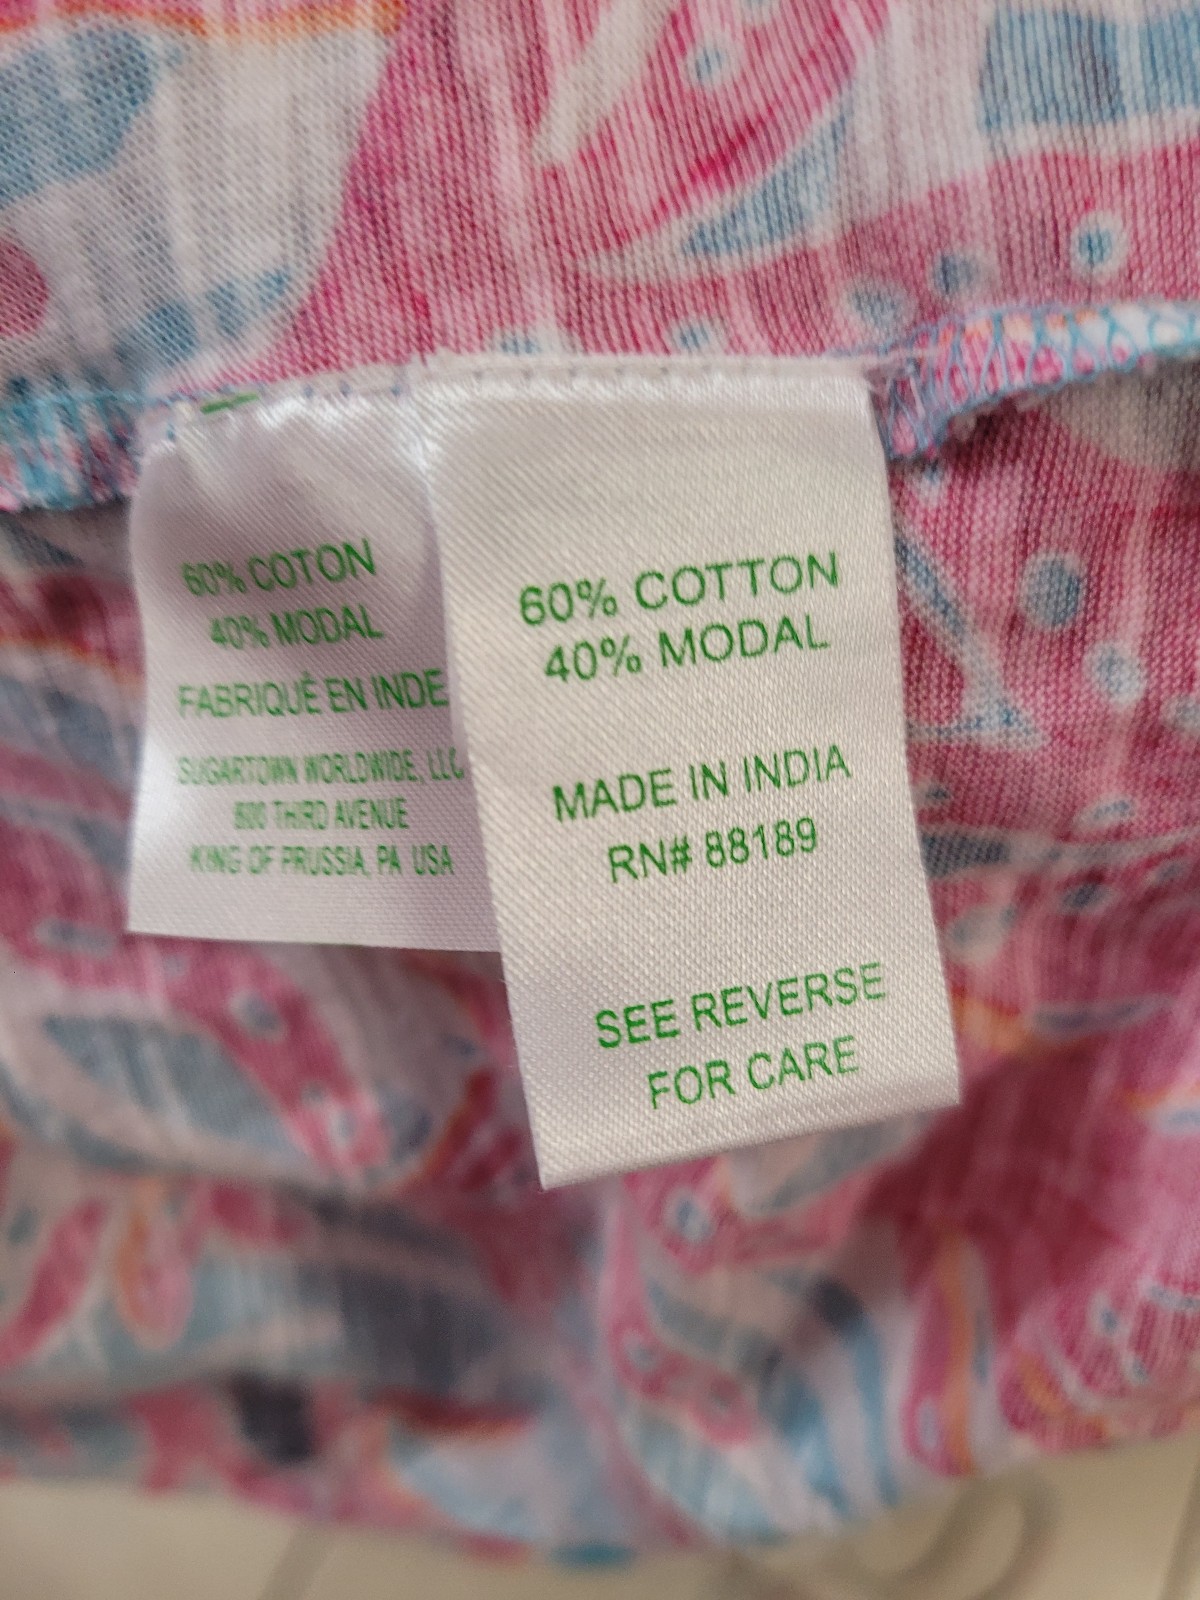 60% COTON
40% MODAL
FABRIQUÉ EN INDE
SUGARTOWN WORLDWIDE, LLC
800 THIRD AVENUE
KING OF PRUSSIA, PA USA
60% COTTON
40% MODAL
MADE IN INDIA
RN# 88189
SEE REVERSE
FOR CARE